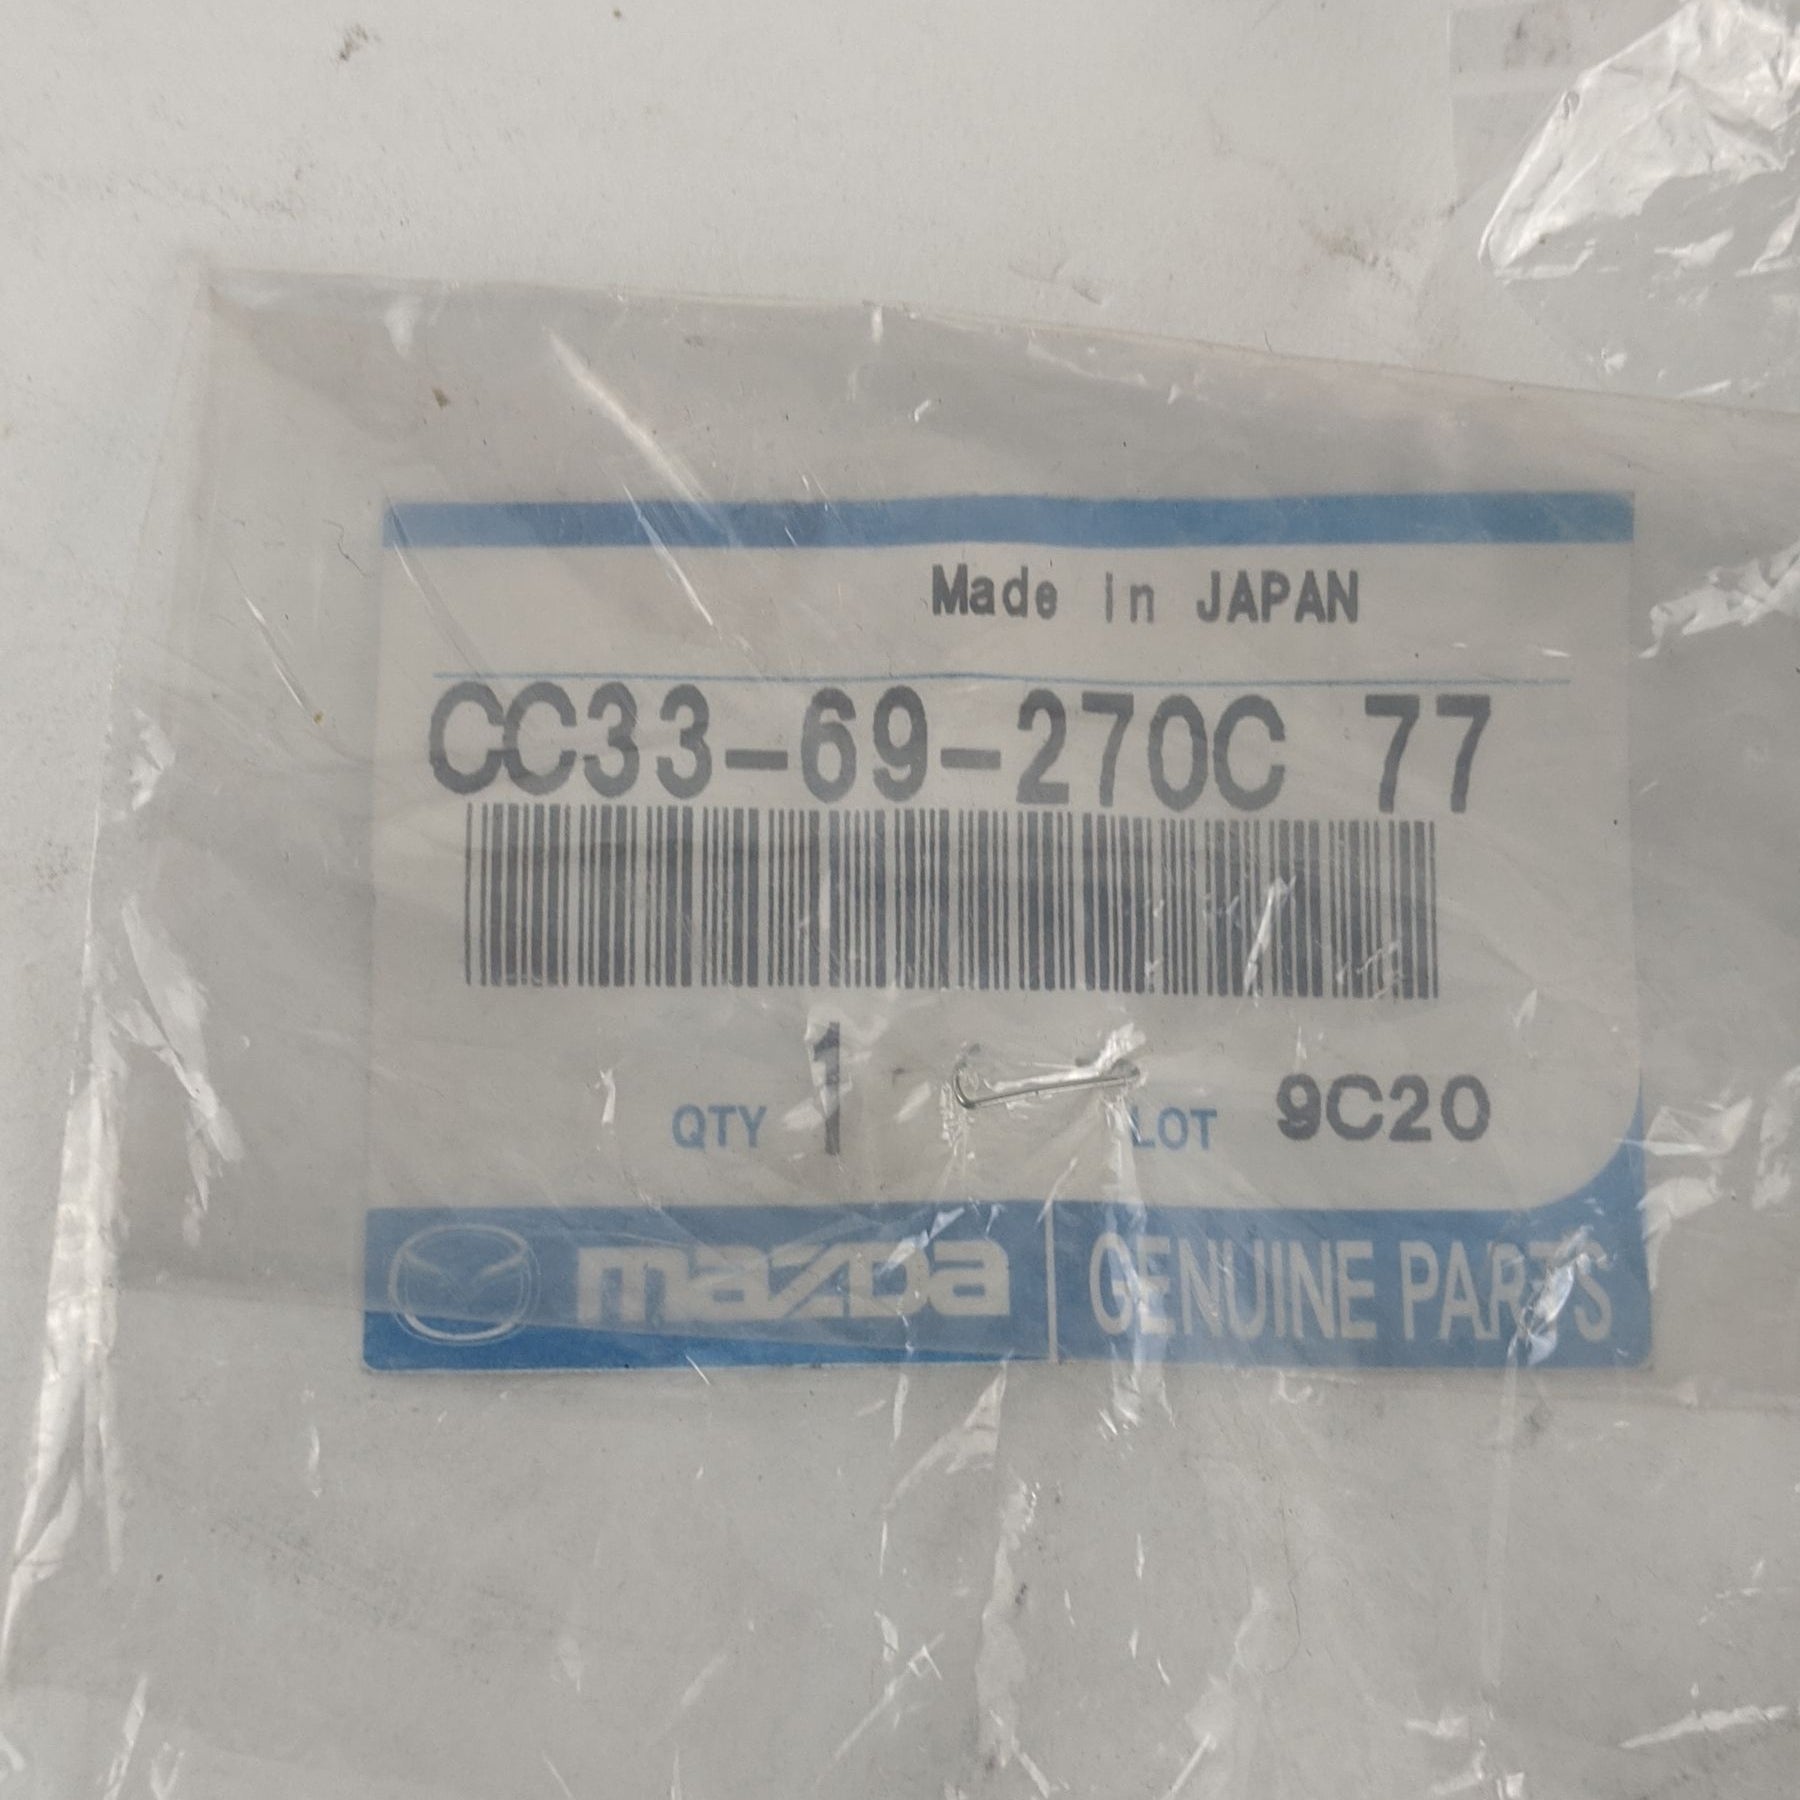 Made in JAPAN
CC33-69-270C 77
QTY 1 LOT 9C20
mazda GENUINE PARTS